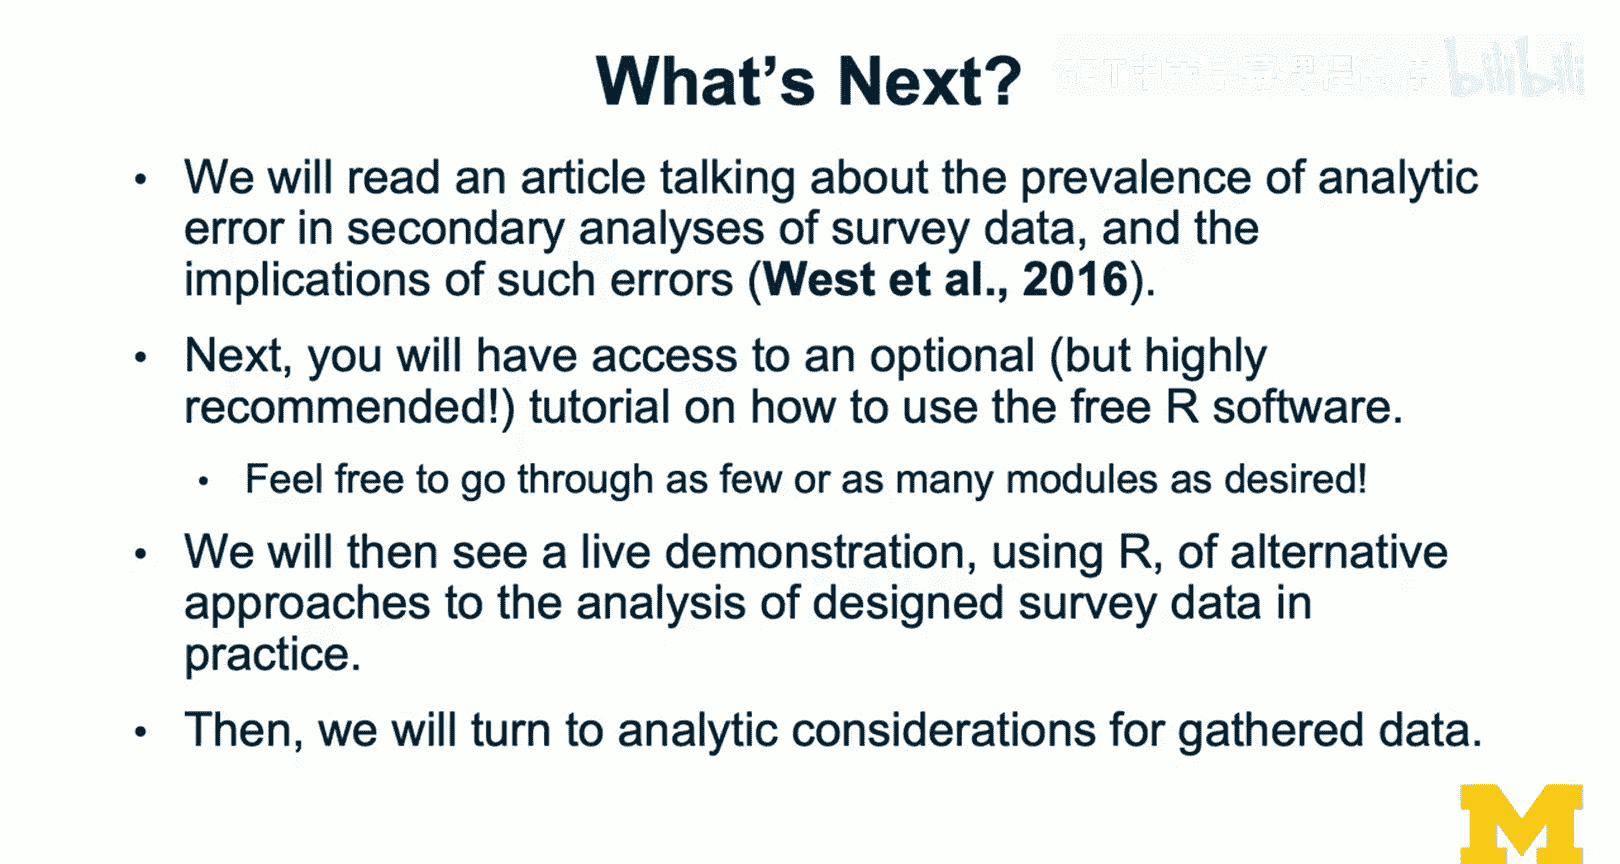 What's Next?
bilibili
• We will read an article talking about the prevalence of analytic
error in secondary analyses of survey data, and the
implications of such errors (West et al., 2016).
• Next, you will have access to an optional (but highly
recommended!) tutorial on how to use the free R software.
• Feel free to go through as few or as many modules as desired!
• We will then see a live demonstration, using R, of alternative
approaches to the analysis of designed survey data in
practice.
• Then, we will turn to analytic considerations for gathered data.
M